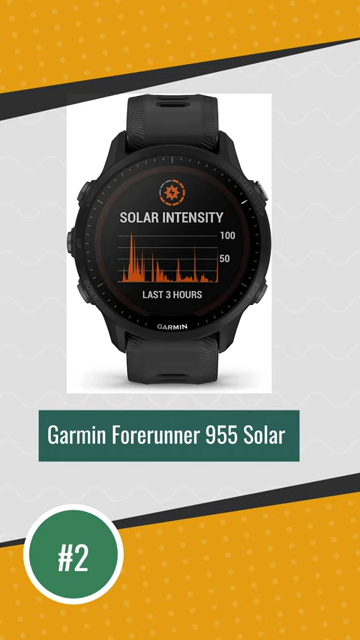 SOLAR INTENSITY
100
50
LAST 3 HOURS
GARMIN
Garmin Forerunner 955 Solar
#2